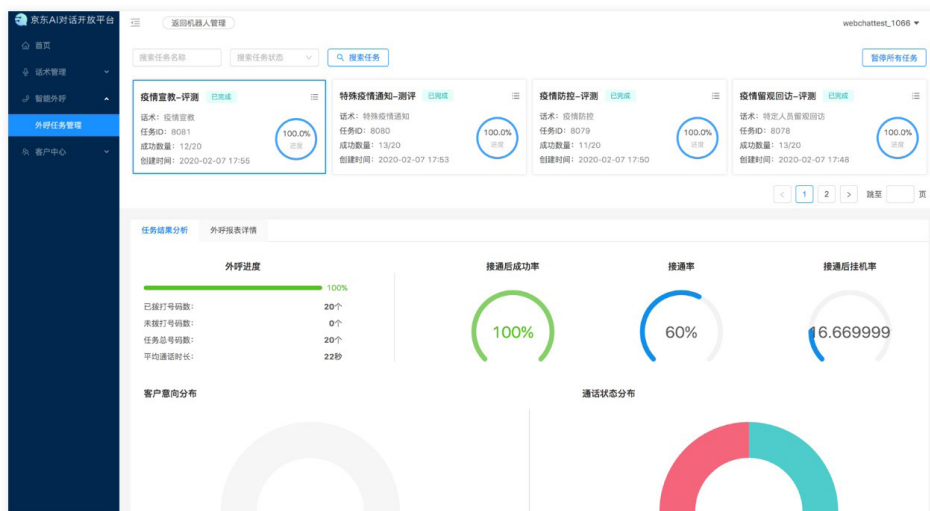 京东AI对话开放平台
返回机器人管理
webchattest_1066
首页
话术管理
智能外呼
外呼任务管理
客户中心
搜索任务名称
搜索任务状态
搜索任务
暂停所有任务
疫情宣教-评测 已完成
话术: 疫情宣教
任务ID: 8081
成功数量: 12/20
创建时间: 2020-02-07 17:55
100.0%
进度
特殊疫情通知-测评 已完成
话术: 特殊疫情通知
任务ID: 8080
成功数量: 13/20
创建时间: 2020-02-07 17:53
100.0%
进度
疫情防控-评测 已完成
话术: 疫情防控
任务ID: 8079
成功数量: 11/20
创建时间: 2020-02-07 17:50
100.0%
进度
疫情留观回访-评测 已完成
话术: 特定人员留观回访
任务ID: 8078
成功数量: 13/20
创建时间: 2020-02-07 17:48
100.0%
进度
< 1 2 > 跳至 页
任务结果分析 外呼报表详情
外呼进度
100%
已拨打号码数: 20个
未拨打号码数: 0个
任务总号码数: 20个
平均通话时长: 22秒
接通后成功率
100%
接通率
60%
接通后挂机率
16.669999
客户意向分布
通话状态分布